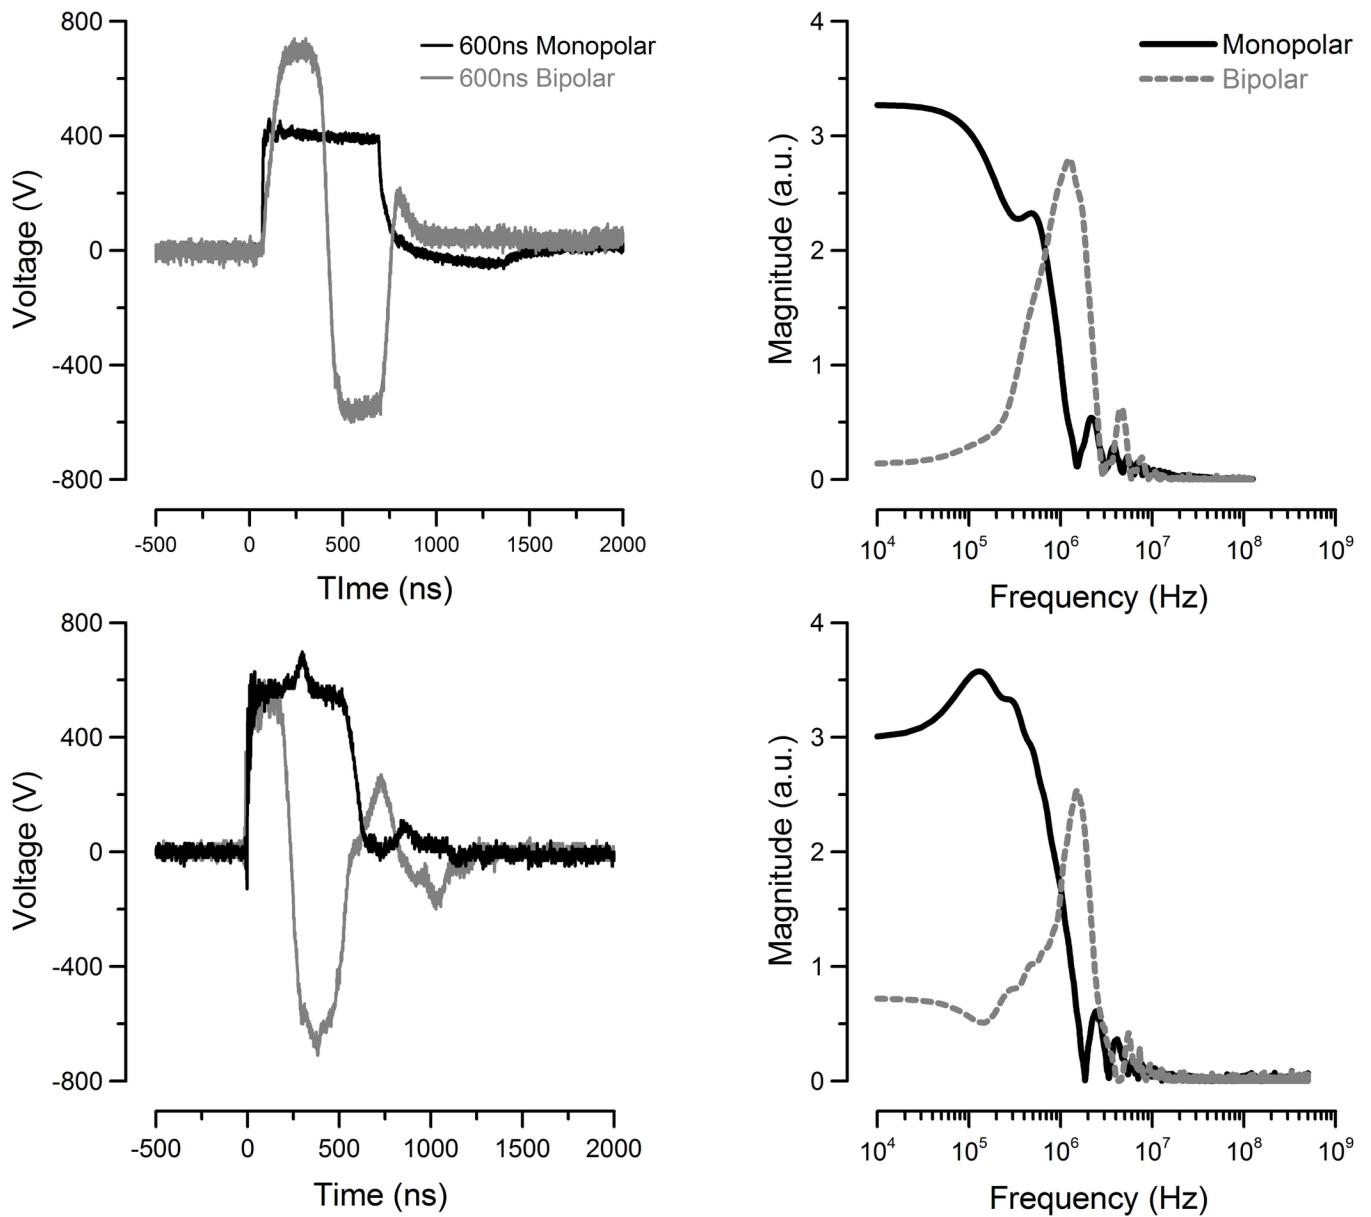 800
400
0
-400
-800
Voltage (V)
600ns Monopolar
600ns Bipolar
-500 0 500 1000 1500 2000
TIme (ns)
4
3
2
1
0
Magnitude (a.u.)
Monopolar
Bipolar
10⁴ 10⁵ 10⁶ 10⁷ 10⁸ 10⁹
Frequency (Hz)
800
400
0
-400
-800
Voltage (V)
-500 0 500 1000 1500 2000
Time (ns)
4
3
2
1
0
Magnitude (a.u.)
10⁴ 10⁵ 10⁶ 10⁷ 10⁸ 10⁹
Frequency (Hz)